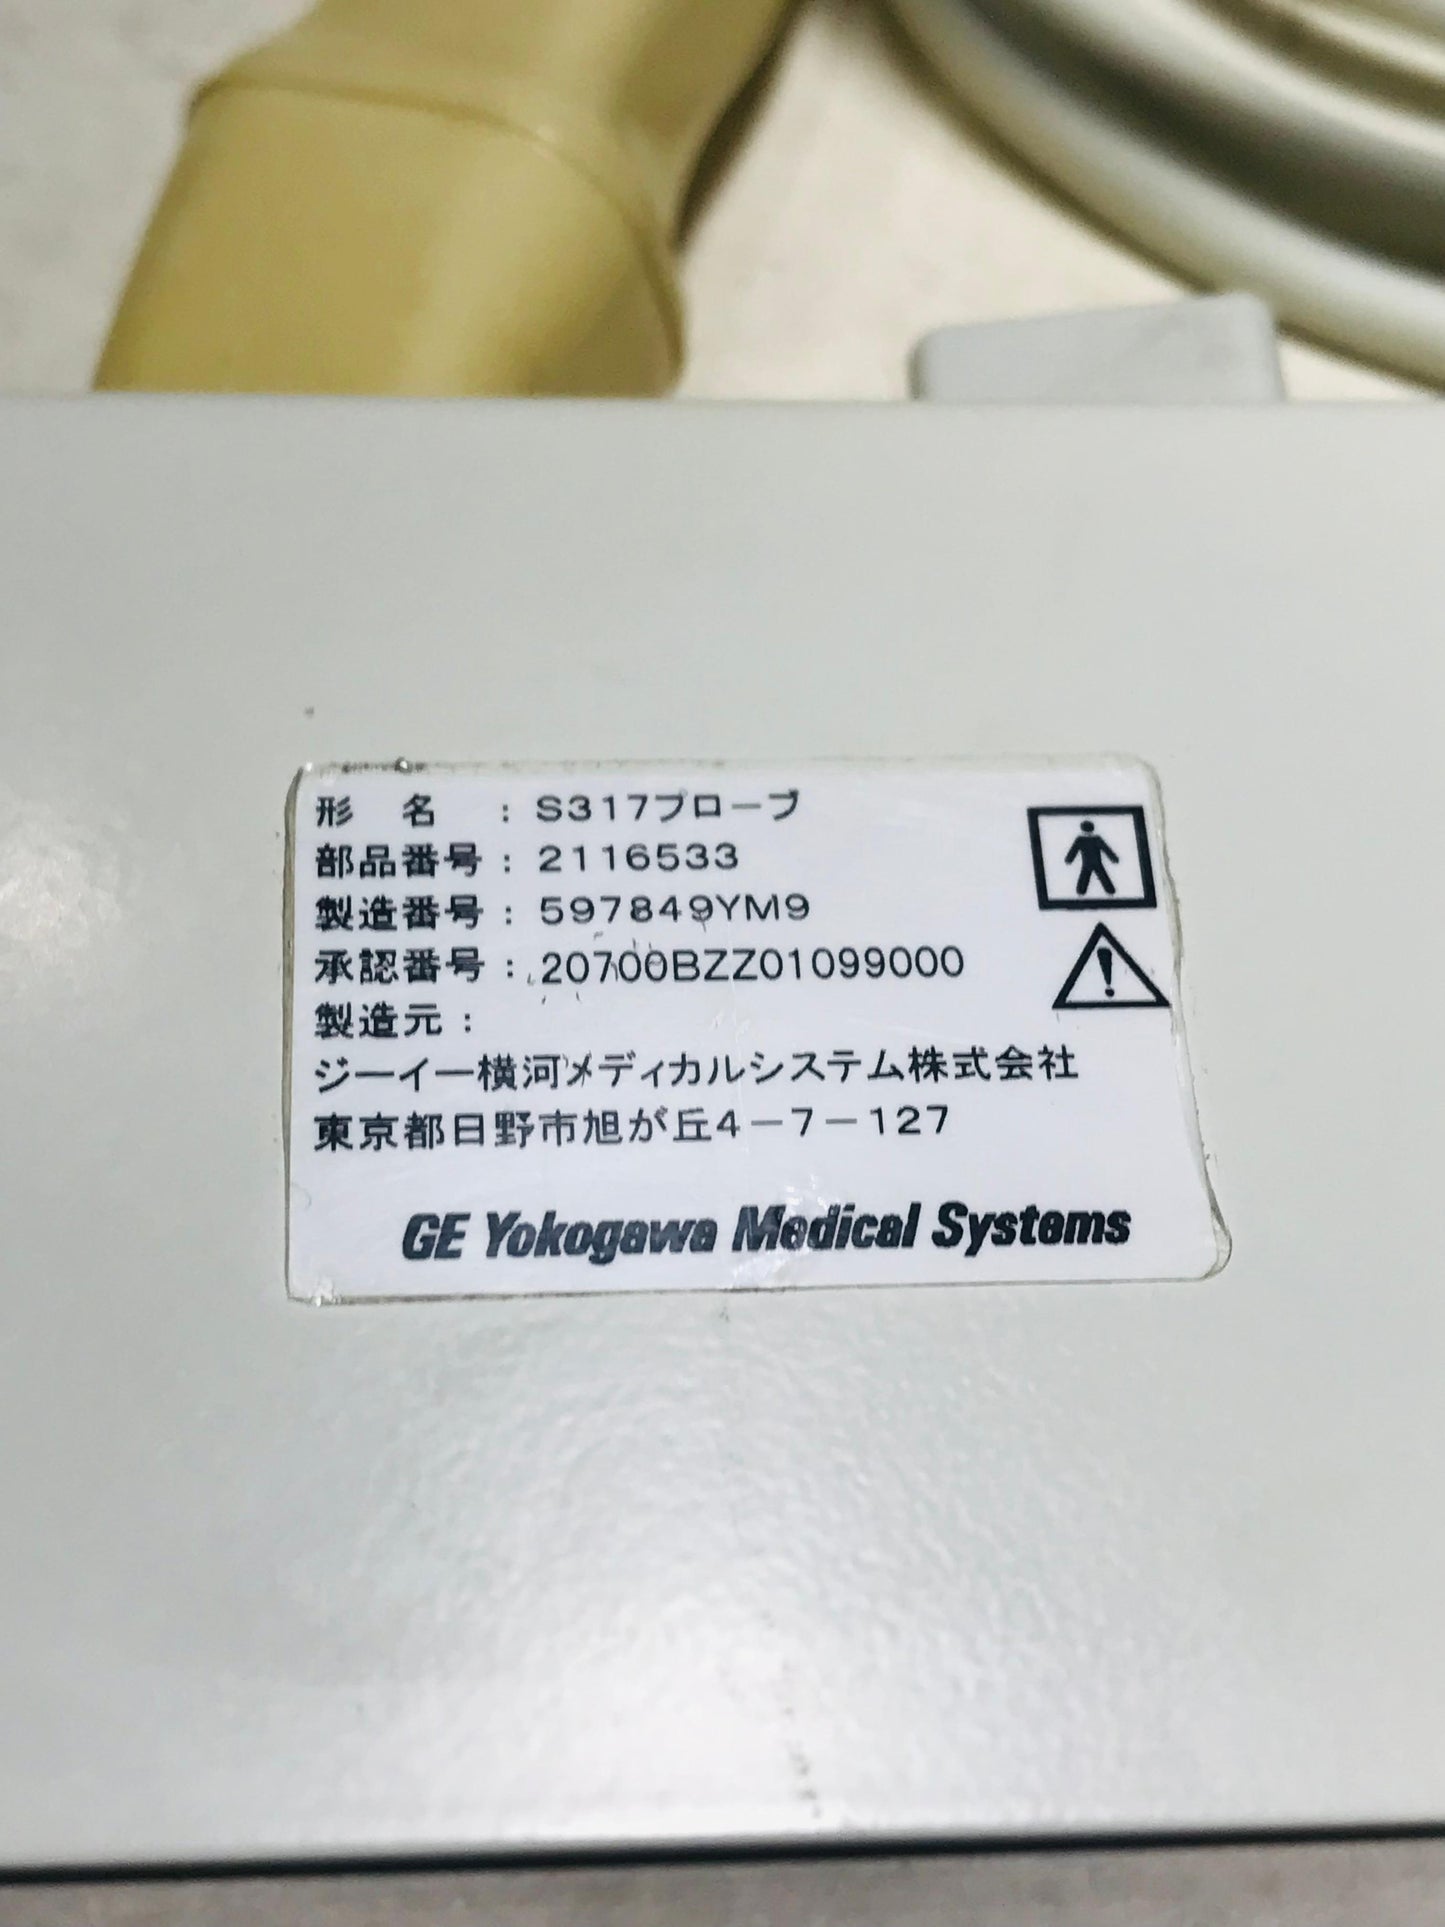 形　名　：S317プローブ
部品番号：2116533
製造番号：597849YM9
承認番号：20700BZZ01099000
製造元：
ジーイー横河メディカルシステム株式会社
東京都日野市旭が丘4－7－127
GE Yokogawa Medical Systems